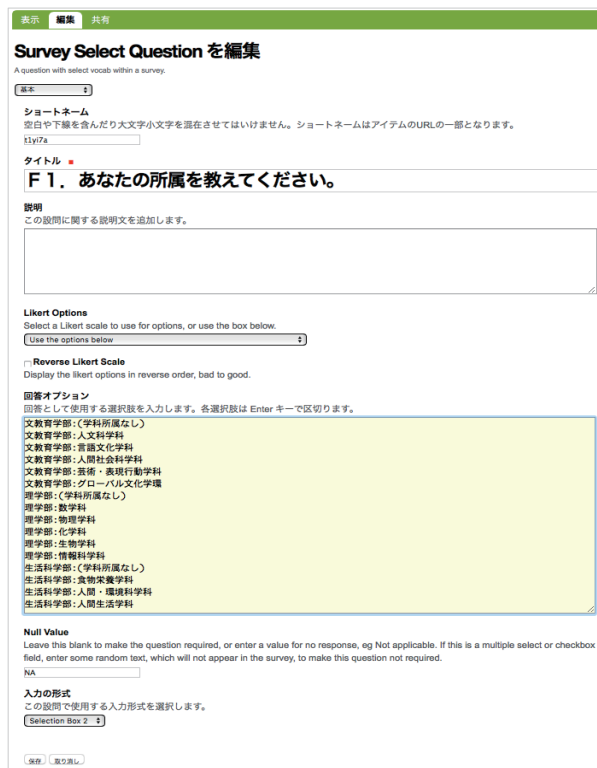 表示 編集 共有
Survey Select Question を編集
A question with select vocab within a survey.
基本
ショートネーム
空白や下線を含んだり大文字小文字を混在させてはいけません。ショートネームはアイテムのURLの一部となります。
t1yi7a
タイトル
Ｆ１．あなたの所属を教えてください。
説明
この設問に関する説明文を追加します。
Likert Options
Select a Likert scale to use for options, or use the box below.
Use the options below
Reverse Likert Scale
Display the likert options in reverse order, bad to good.
回答オプション
回答として使用する選択肢を入力します。各選択肢は Enter キーで区切ります。
文教育学部:(学科所属なし)
文教育学部:人文科学科
文教育学部:言語文化学科
文教育学部:人間社会科学科
文教育学部:芸術・表現行動学科
文教育学部:グローバル文化学環
理学部:(学科所属なし)
理学部:数学科
理学部:物理学科
理学部:化学科
理学部:生物学科
理学部:情報科学科
生活科学部:(学科所属なし)
生活科学部:食物栄養学科
生活科学部:人間・環境科学科
生活科学部:人間生活学科
Null Value
Leave this blank to make the question required, or enter a value for no response, eg Not applicable. If this is a multiple select or checkbox
field, enter some random text, which will not appear in the survey, to make this question not required.
NA
入力の形式
この設問で使用する入力形式を選択します。
Selection Box 2
保存 取り消し